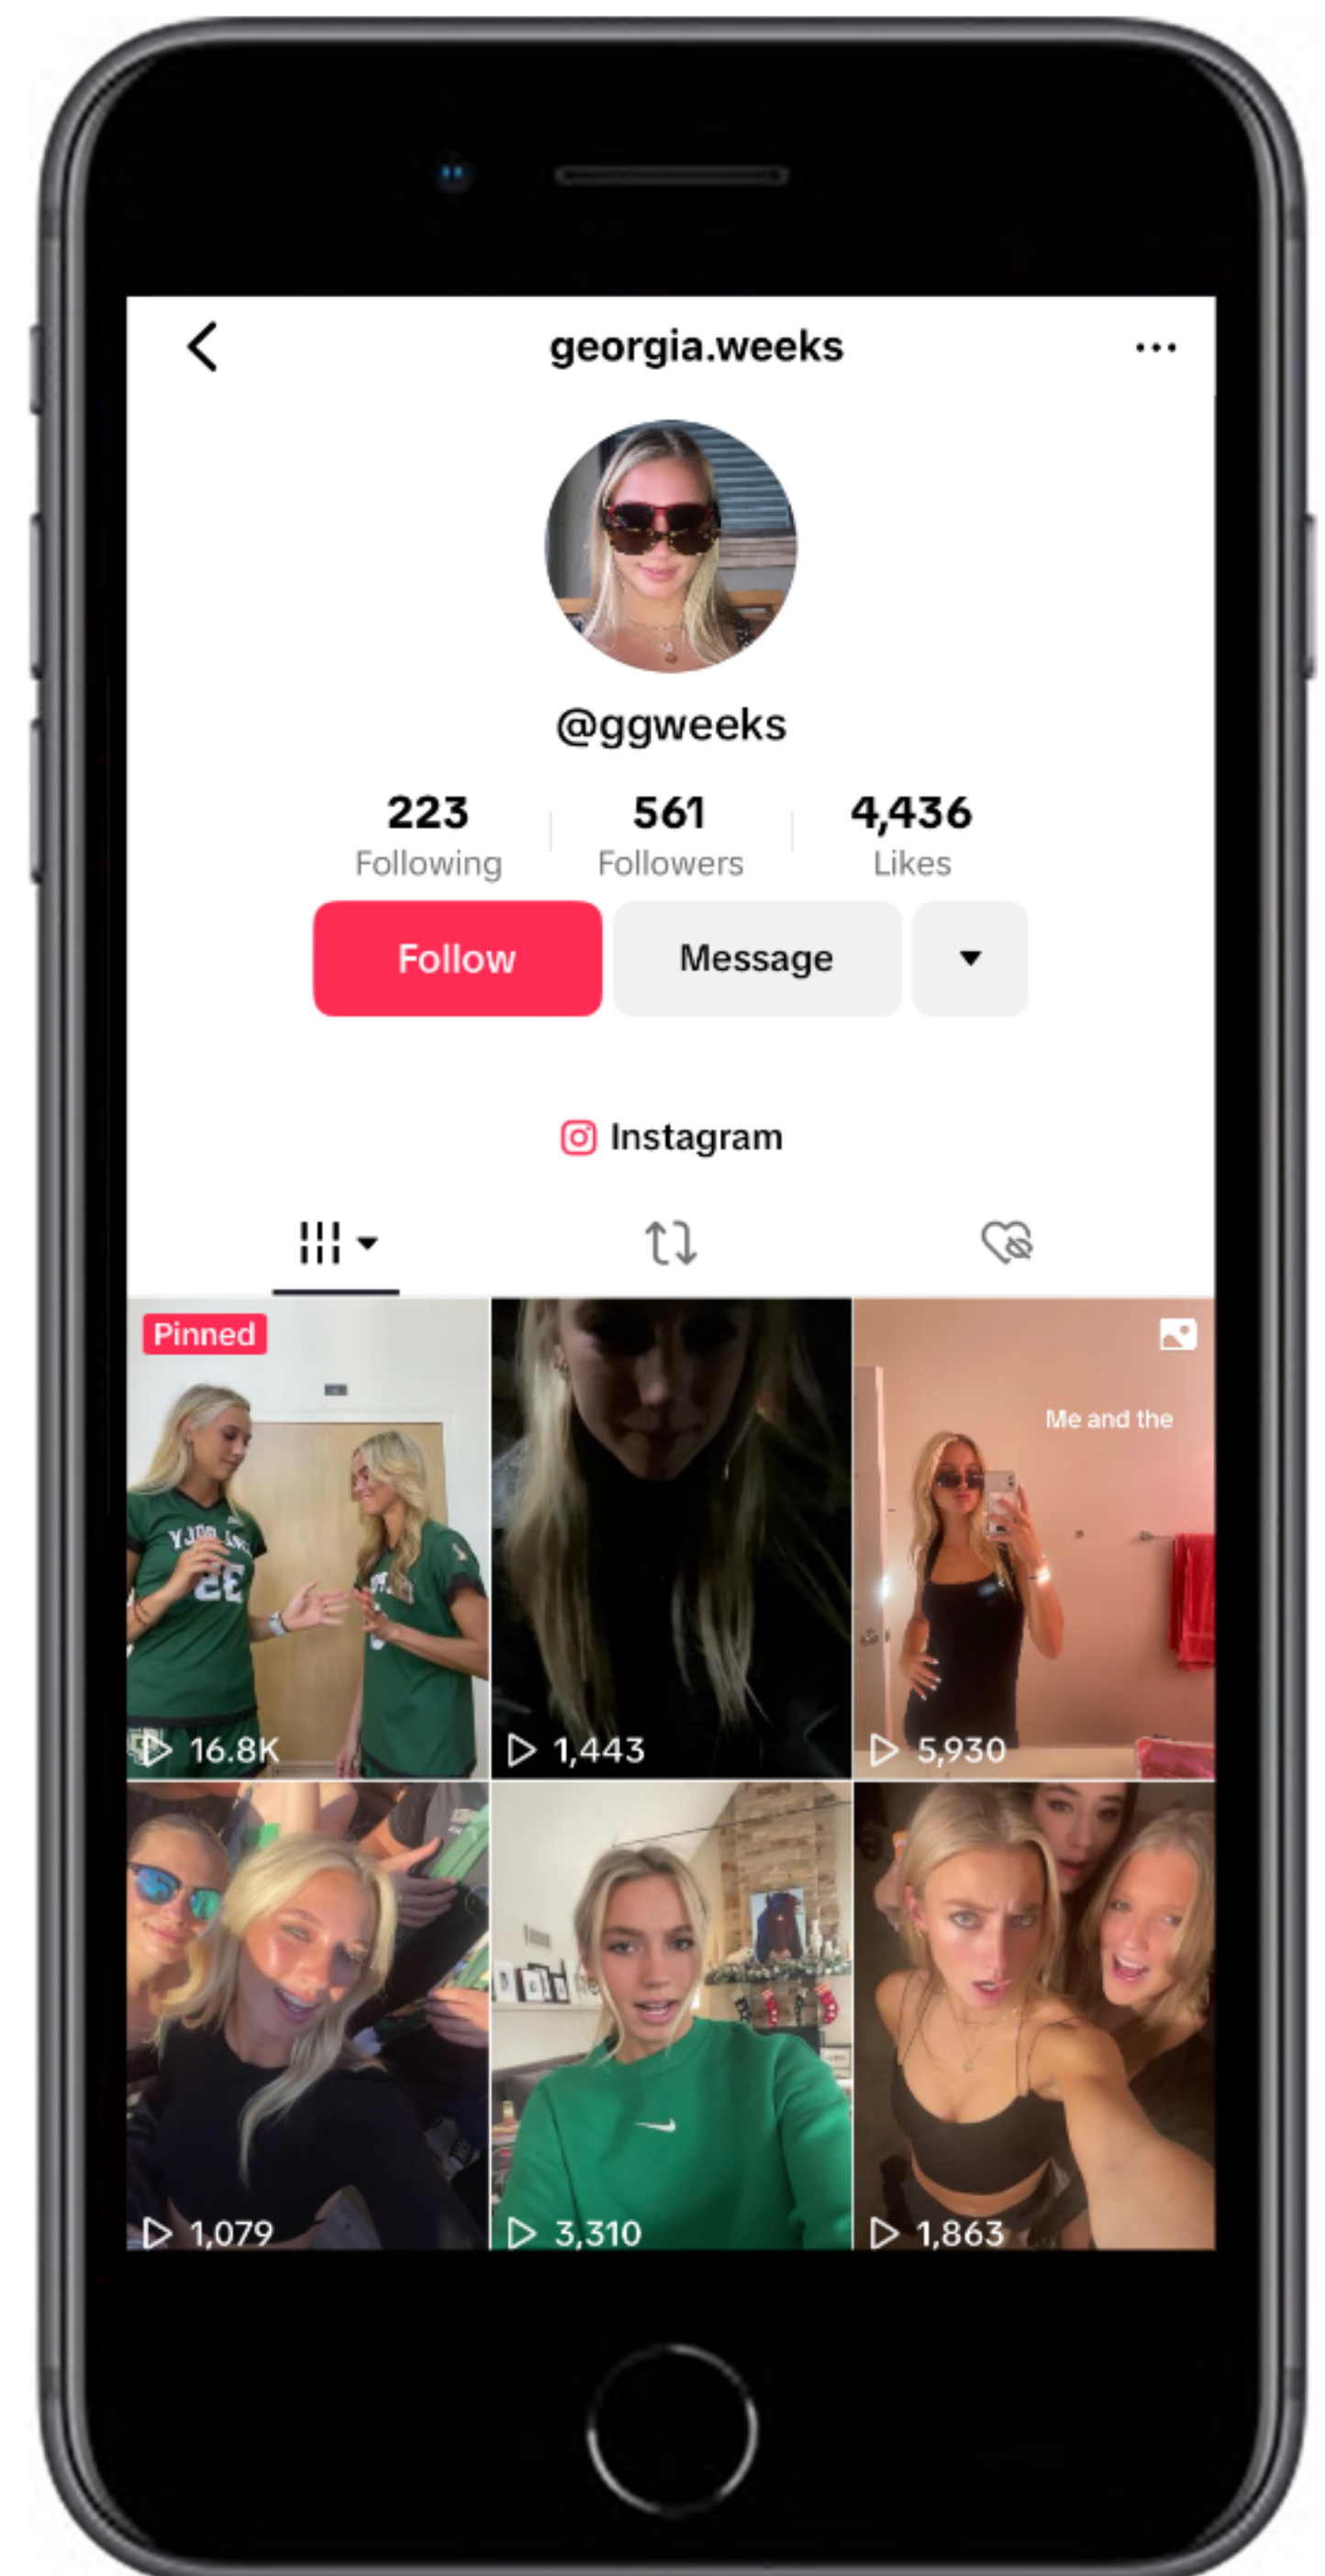 georgia.weeks
@ggweeks
223 561 4,436
Following Followers Likes
Follow Message
Instagram
Pinned
Me and the
16.8K 1,443 5,930
1,079 3,310 1,863